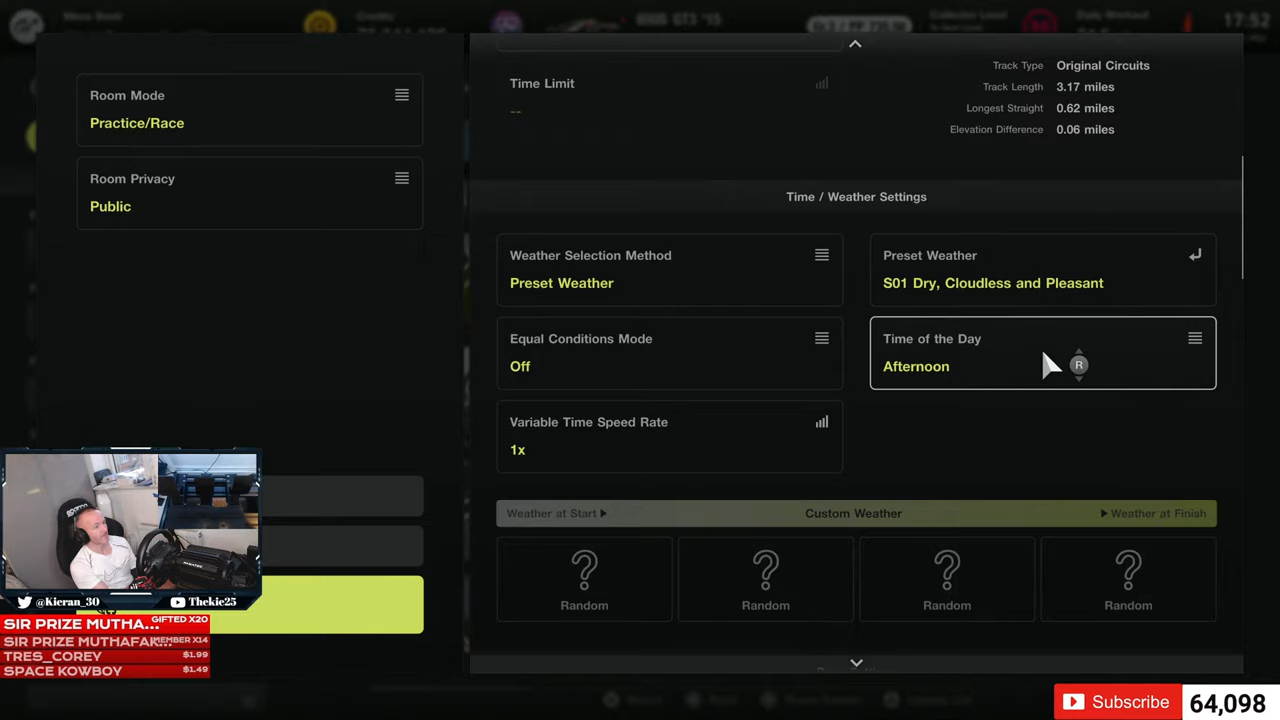 Credits
17:52
Room Mode
Practice/Race
Room Privacy
Public
Time Limit
--
Track Type Original Circuits
Track Length 3.17 miles
Longest Straight 0.62 miles
Elevation Difference 0.06 miles
Time / Weather Settings
Weather Selection Method
Preset Weather
Preset Weather
S01 Dry, Cloudless and Pleasant
Equal Conditions Mode
Off
Time of the Day
Afternoon
R
Variable Time Speed Rate
1x
Weather at Start
Custom Weather
Weather at Finish
? ? ? ?
Random Random Random Random
@Kieran_30 Thekie25
SIR PRIZE MUTHA... GIFTED X20
SIR PRIZE MUTHAFAK... MEMBER X14
TRES_COREY $1.99
SPACE KOWBOY $1.49
Subscribe 64,098